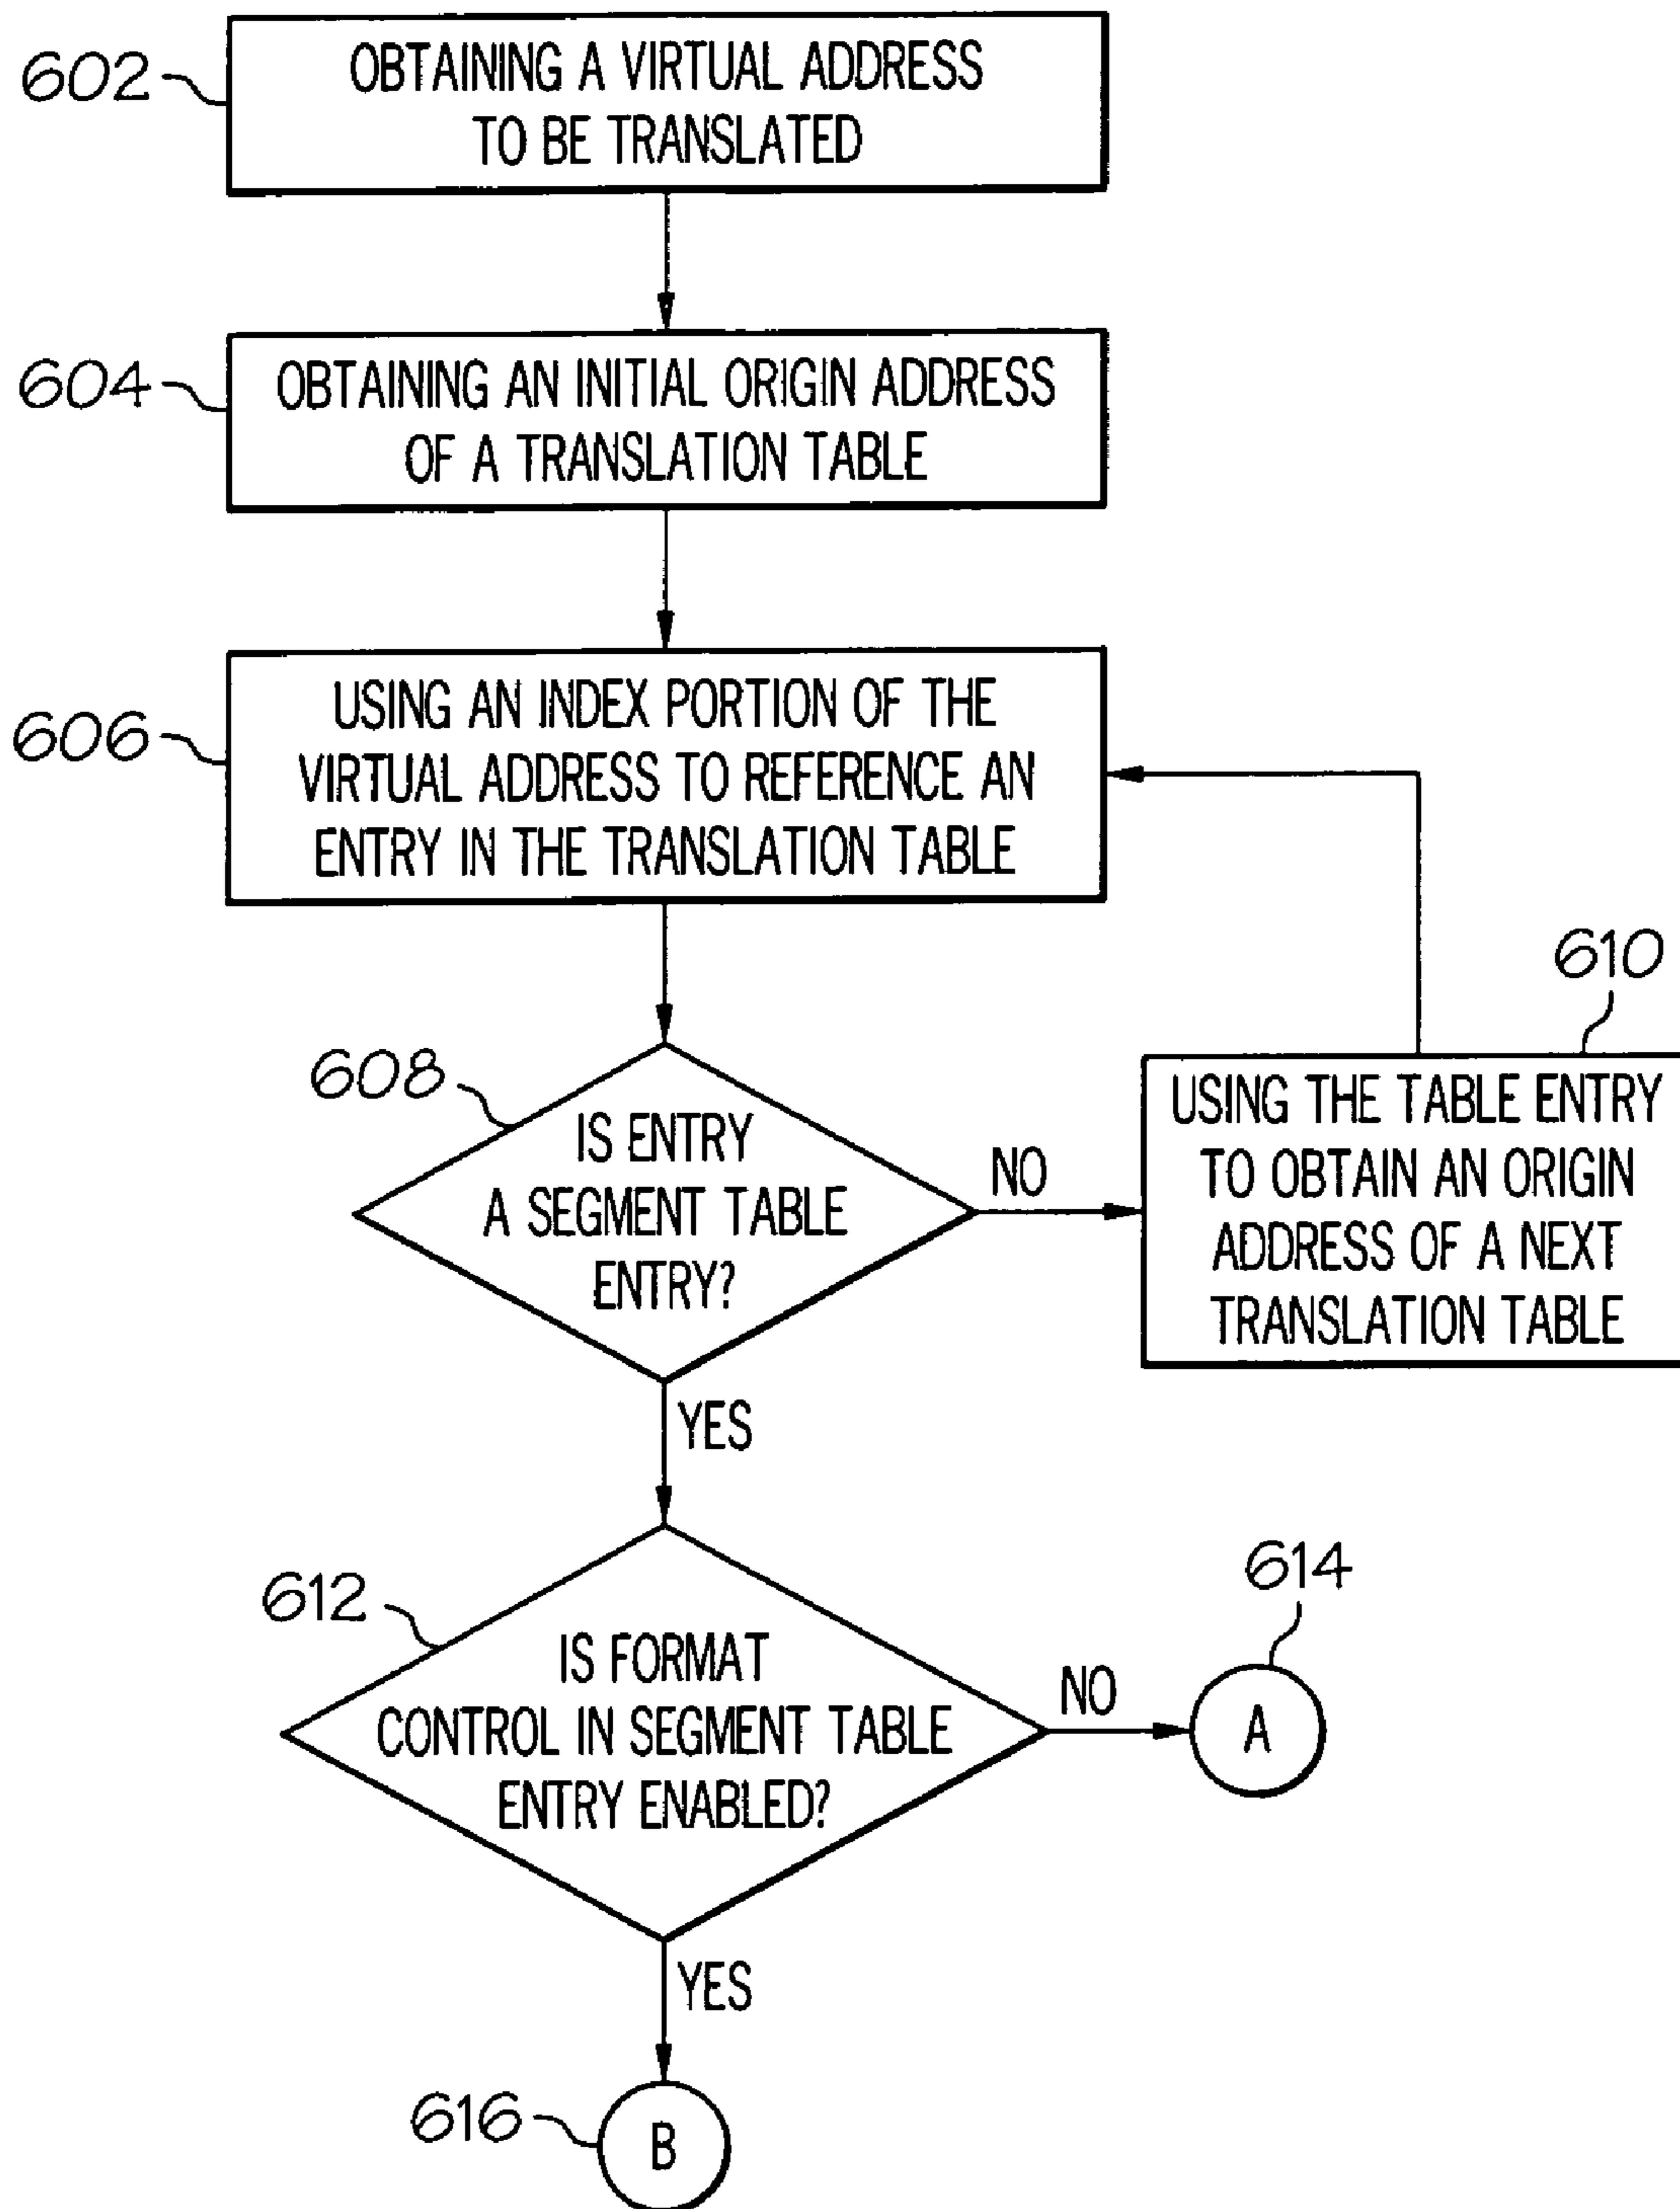 602
OBTAINING A VIRTUAL ADDRESS
TO BE TRANSLATED
604
OBTAINING AN INITIAL ORIGIN ADDRESS
OF A TRANSLATION TABLE
606
USING AN INDEX PORTION OF THE
VIRTUAL ADDRESS TO REFERENCE AN
ENTRY IN THE TRANSLATION TABLE
608
IS ENTRY
A SEGMENT TABLE
ENTRY?
NO
610
USING THE TABLE ENTRY
TO OBTAIN AN ORIGIN
ADDRESS OF A NEXT
TRANSLATION TABLE
YES
612
IS FORMAT
CONTROL IN SEGMENT TABLE
ENTRY ENABLED?
NO
614
A
YES
616
B